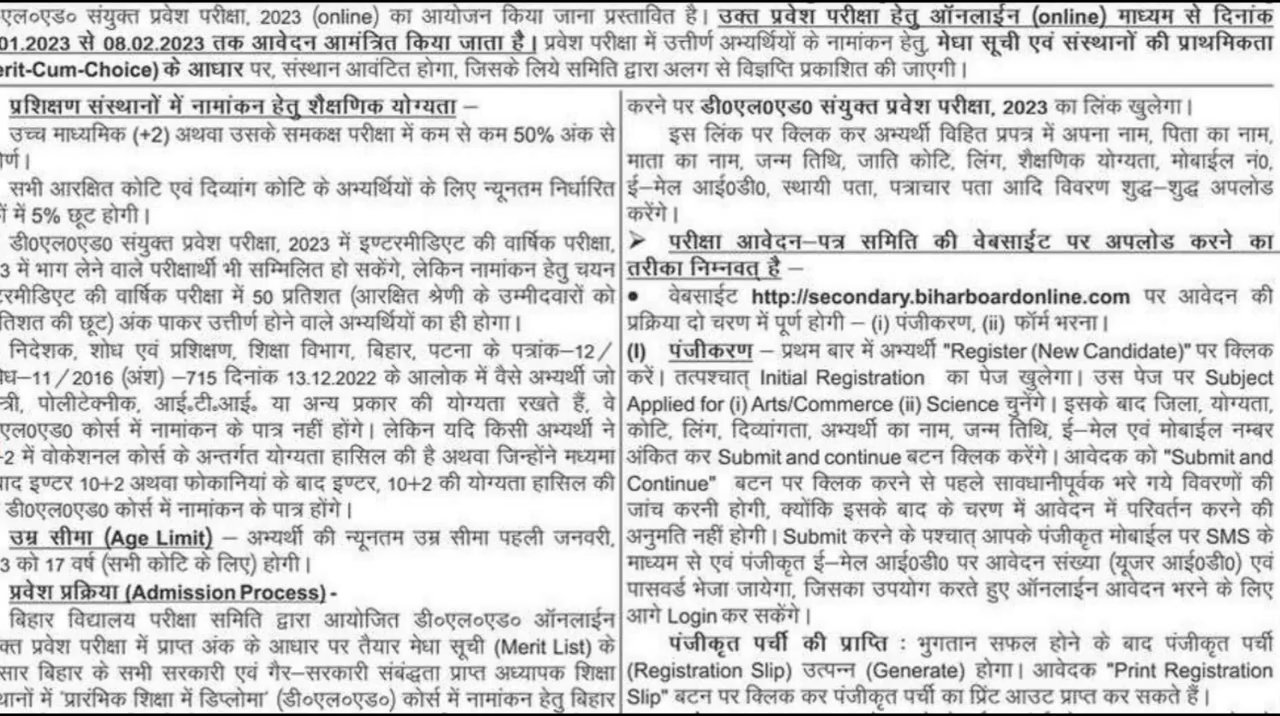 एल०एड० संयुक्त प्रवेश परीक्षा, 2023 (online) का आयोजन किया जाना प्रस्तावित है। उक्त प्रवेश परीक्षा हेतु ऑनलाईन (online) माध्यम से दिनांक
01.2023 से 08.02.2023 तक आवेदन आमंत्रित किया जाता है। प्रवेश परीक्षा में उत्तीर्ण अभ्यर्थियों के नामांकन हेतु, मेधा सूची एवं संस्थानों की प्राथमिकता
erit-Cum-Choice) के आधार पर, संस्थान आवंटित होगा, जिसके लिये समिति द्वारा अलग से विज्ञप्ति प्रकाशित की जाएगी।
प्रशिक्षण संस्थानों में नामांकन हेतु शैक्षणिक योग्यता –
उच्च माध्यमिक (+2) अथवा उसके समकक्ष परीक्षा में कम से कम 50% अंक से
र्ण।
सभी आरक्षित कोटि एवं दिव्यांग कोटि के अभ्यर्थियों के लिए न्यूनतम निर्धारित
में 5% छूट होगी।
डी०एल०एड० संयुक्त प्रवेश परीक्षा, 2023 में इण्टरमीडिएट की वार्षिक परीक्षा,
3 में भाग लेने वाले परीक्षार्थी भी सम्मिलित हो सकेंगे, लेकिन नामांकन हेतु चयन
टरमीडिएट की वार्षिक परीक्षा में 50 प्रतिशत (आरक्षित श्रेणी के उम्मीदवारों को
तिशत की छूट) अंक पाकर उत्तीर्ण होने वाले अभ्यर्थियों का ही होगा।
निदेशक, शोध एवं प्रशिक्षण, शिक्षा विभाग, बिहार, पटना के पत्रांक–12/
ध–11/2016 (अंश) –715 दिनांक 13.12.2022 के आलोक में वैसे अभ्यर्थी जो
त्री, पोलीटेक्नीक, आई०टी०आई० या अन्य प्रकार की योग्यता रखते हैं, वे
एल०एड० कोर्स में नामांकन के पात्र नहीं होंगे। लेकिन यदि किसी अभ्यर्थी ने
+2 में वोकेशनल कोर्स के अन्तर्गत योग्यता हासिल की है अथवा जिन्होंने मध्यमा
बाद इण्टर 10+2 अथवा फोकानियां के बाद इण्टर, 10+2 की योग्यता हासिल की
डी०एल०एड० कोर्स में नामांकन के पात्र होंगे।
उम्र सीमा (Age Limit) – अभ्यर्थी की न्यूनतम उम्र सीमा पहली जनवरी,
3 को 17 वर्ष (सभी कोटि के लिए) होगी।
प्रवेश प्रक्रिया (Admission Process) -
बिहार विद्यालय परीक्षा समिति द्वारा आयोजित डी०एल०एड० ऑनलाईन
क्त प्रवेश परीक्षा में प्राप्त अंक के आधार पर तैयार मेधा सूची (Merit List) के
सार बिहार के सभी सरकारी एवं गैर–सरकारी संबंद्धता प्राप्त अध्यापक शिक्षा
थानों में 'प्रारंभिक शिक्षा में डिप्लोमा' (डी०एल०एड०) कोर्स में नामांकन हेतु बिहार
करने पर डी०एल०एड० संयुक्त प्रवेश परीक्षा, 2023 का लिंक खुलेगा।
इस लिंक पर क्लिक कर अभ्यर्थी विहित प्रपत्र में अपना नाम, पिता का नाम,
माता का नाम, जन्म तिथि, जाति कोटि, लिंग, शैक्षणिक योग्यता, मोबाईल नं०,
ई–मेल आई०डी०, स्थायी पता, पत्राचार पता आदि विवरण शुद्ध–शुद्ध अपलोड
करेंगे।
➤ परीक्षा आवेदन–पत्र समिति की वेबसाईट पर अपलोड करने का
तरीका निम्नवत् है –
• वेबसाईट http://secondary.biharboardonline.com पर आवेदन की
प्रक्रिया दो चरण में पूर्ण होगी – (i) पंजीकरण, (ii) फॉर्म भरना।
(I) पंजीकरण – प्रथम बार में अभ्यर्थी "Register (New Candidate)" पर क्लिक
करें। तत्पश्चात् Initial Registration का पेज खुलेगा। उस पेज पर Subject
Applied for (i) Arts/Commerce (ii) Science चुनेंगे। इसके बाद जिला, योग्यता,
कोटि, लिंग, दिव्यांगता, अभ्यर्थी का नाम, जन्म तिथि, ई–मेल एवं मोबाईल नम्बर
अंकित कर Submit and continue बटन क्लिक करेंगे। आवेदक को "Submit and
Continue" बटन पर क्लिक करने से पहले सावधानीपूर्वक भरे गये विवरणों की
जांच करनी होगी, क्योंकि इसके बाद के चरण में आवेदन में परिवर्तन करने की
अनुमति नहीं होगी। Submit करने के पश्चात् आपके पंजीकृत मोबाईल पर SMS के
माध्यम से एवं पंजीकृत ई–मेल आई०डी० पर आवेदन संख्या (यूजर आई०डी०) एवं
पासवर्ड भेजा जायेगा, जिसका उपयोग करते हुए ऑनलाईन आवेदन भरने के लिए
आगे Login कर सकेंगे।
पंजीकृत पर्ची की प्राप्ति : भुगतान सफल होने के बाद पंजीकृत पर्ची
(Registration Slip) उत्पन्न (Generate) होगा। आवेदक "Print Registration
Slip" बटन पर क्लिक कर पंजीकृत पर्ची का प्रिंट आउट प्राप्त कर सकते हैं।